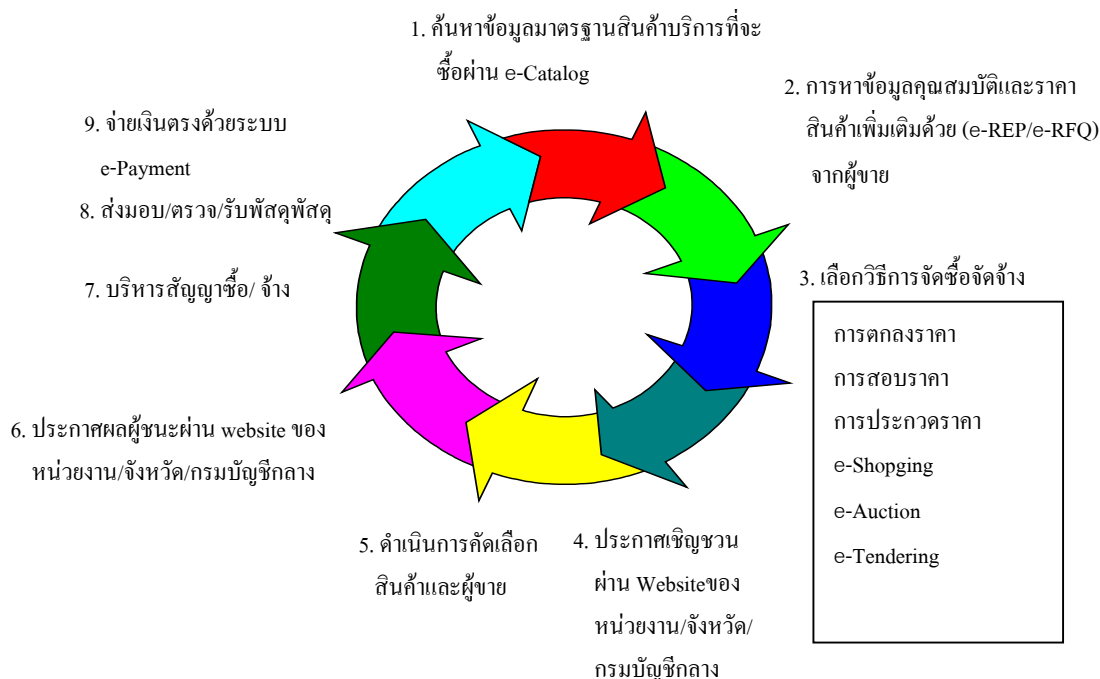 1. ค้นหาข้อมูลมาตรฐานสินค้าบริการที่จะ
ซื้อผ่าน e-Catalog
2. การหาข้อมูลคุณสมบัติและราคา
สินค้าเพิ่มเติมด้วย (e-REP/e-RFQ)
จากผู้ขาย
3. เลือกวิธีการจัดซื้อจัดจ้าง
การตกลงราคา
การสอบราคา
การประกวดราคา
e-Shopging
e-Auction
e-Tendering
4. ประกาศเชิญชวน
ผ่าน Websiteของ
หน่วยงาน/จังหวัด/
กรมบัญชีกลาง
5. ดำเนินการคัดเลือก
สินค้าและผู้ขาย
6. ประกาศผลผู้ชนะผ่าน website ของ
หน่วยงาน/จังหวัด/กรมบัญชีกลาง
7. บริหารสัญญาซื้อ/ จ้าง
8. ส่งมอบ/ตรวจ/รับพัสดุพัสดุ
9. จ่ายเงินตรงด้วยระบบ
e-Payment